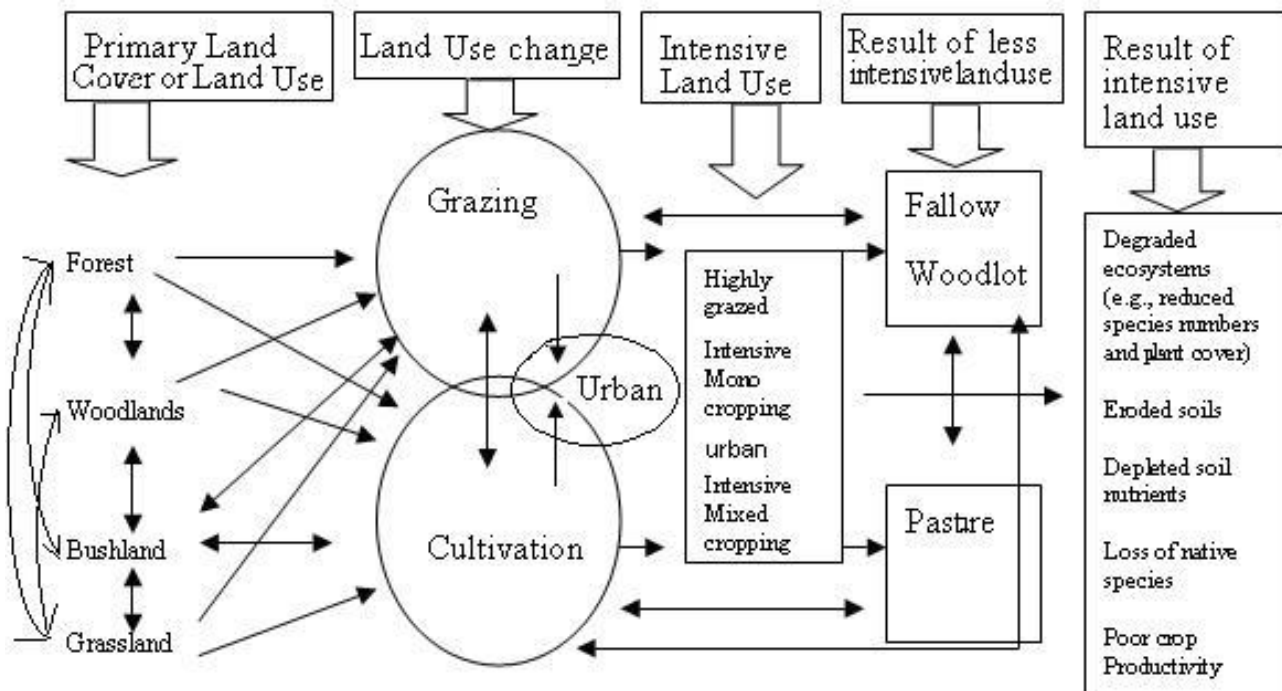 Primary Land
Cover or Land Use
Land Use change
Intensive
Land Use
Result of less
intensive landuse
Result of
intensive
land use
Forest
Woodlands
Bushland
Grassland
Grazing
Urban
Cultivation
Highly
grazed
Intensive
Mono
cropping
urban
Intensive
Mixed
cropping
Fallow
Woodlot
Pasture
Degraded
ecosystems
(e.g., reduced
species numbers
and plant cover)
Eroded soils
Depleted soil
nutrients
Loss of native
species
Poor crop
Productivity